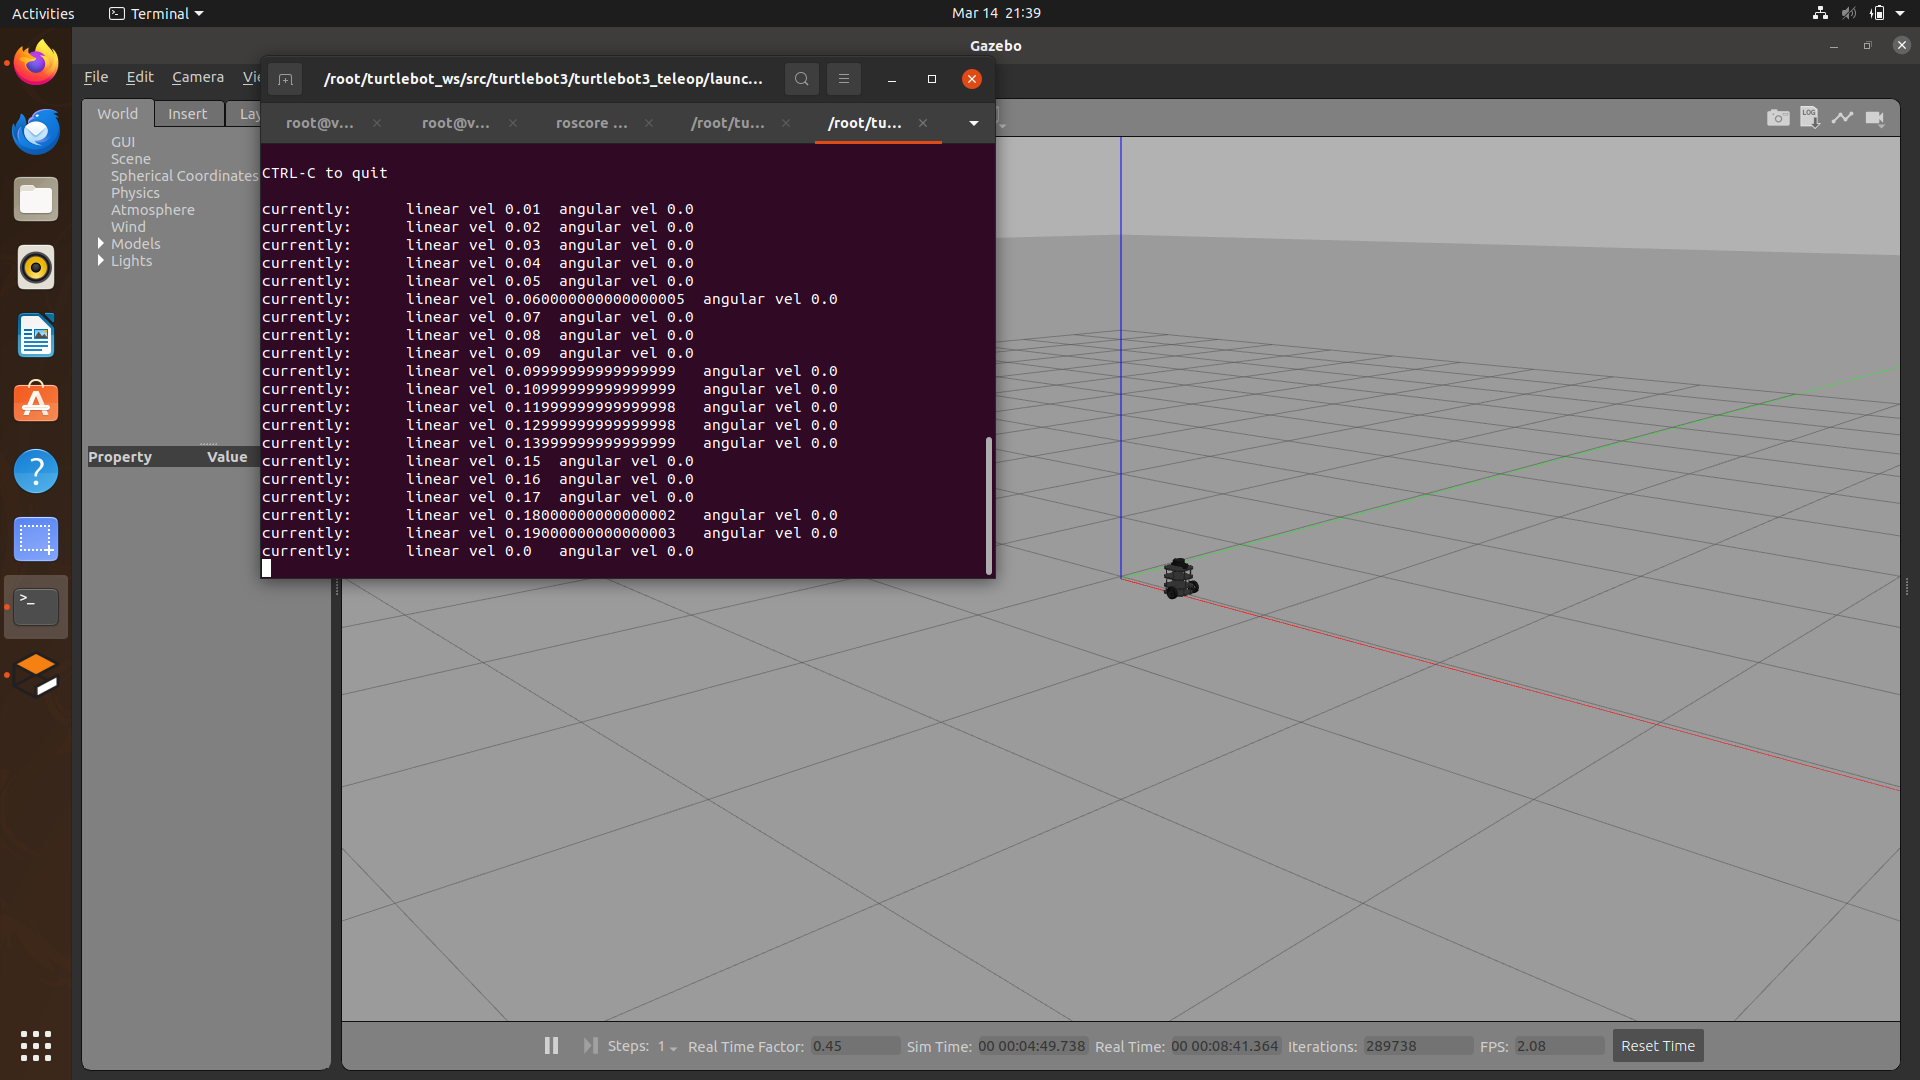 Activities
Terminal
Mar 14 21:39
Gazebo
File Edit Camera Vi
/root/turtlebot_ws/src/turtlebot3/turtlebot3_teleop/launc...
World Insert Lay
root@v... root@v... roscore ... /root/tu... /root/tu...
GUI
Scene
Spherical Coordinates
Physics
Atmosphere
Wind
Models
Lights
Property Value
CTRL-C to quit
currently: linear vel 0.01 angular vel 0.0
currently: linear vel 0.02 angular vel 0.0
currently: linear vel 0.03 angular vel 0.0
currently: linear vel 0.04 angular vel 0.0
currently: linear vel 0.05 angular vel 0.0
currently: linear vel 0.060000000000000005 angular vel 0.0
currently: linear vel 0.07 angular vel 0.0
currently: linear vel 0.08 angular vel 0.0
currently: linear vel 0.09 angular vel 0.0
currently: linear vel 0.09999999999999999 angular vel 0.0
currently: linear vel 0.10999999999999999 angular vel 0.0
currently: linear vel 0.11999999999999998 angular vel 0.0
currently: linear vel 0.12999999999999998 angular vel 0.0
currently: linear vel 0.13999999999999999 angular vel 0.0
currently: linear vel 0.15 angular vel 0.0
currently: linear vel 0.16 angular vel 0.0
currently: linear vel 0.17 angular vel 0.0
currently: linear vel 0.18000000000000002 angular vel 0.0
currently: linear vel 0.19000000000000003 angular vel 0.0
currently: linear vel 0.0 angular vel 0.0
LOG
Steps: 1 Real Time Factor: 0.45 Sim Time: 00 00:04:49.738 Real Time: 00 00:08:41.364 Iterations: 289738 FPS: 2.08 Reset Time